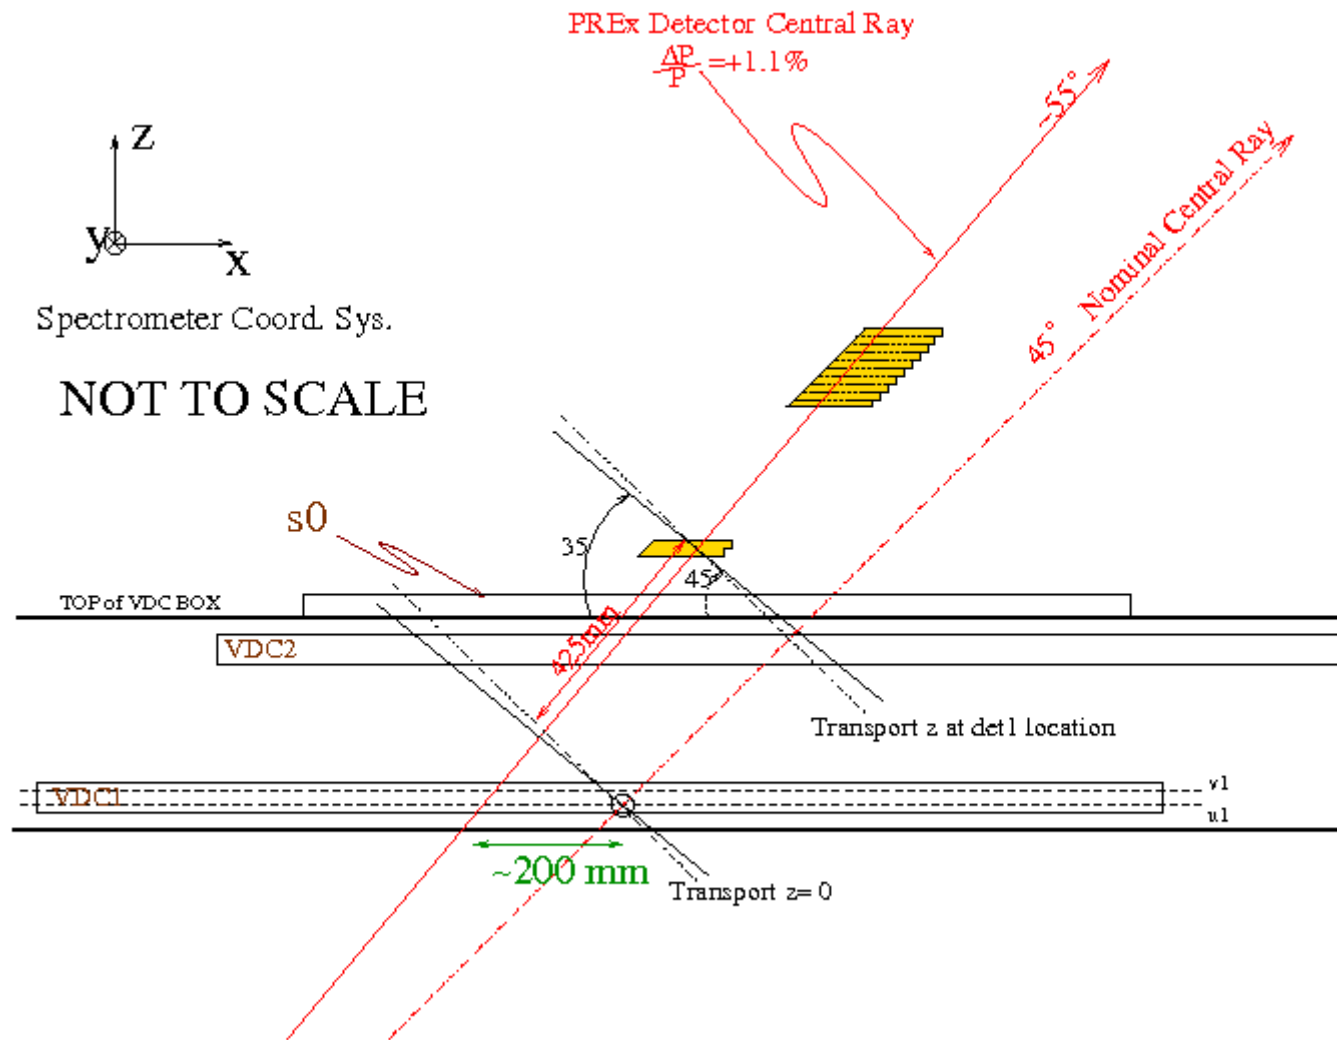 PREx Detector Central Ray
ΔP
P
=+1.1%
~55°
Z
y
x
Spectrometer Coord. Sys.
NOT TO SCALE
45° Nominal Central Ray
s0
35
45
TOP of VDC BOX
VDC2
425mm
Transport z at det1 location
VDC1
v1
u1
~200 mm
Transport z= 0